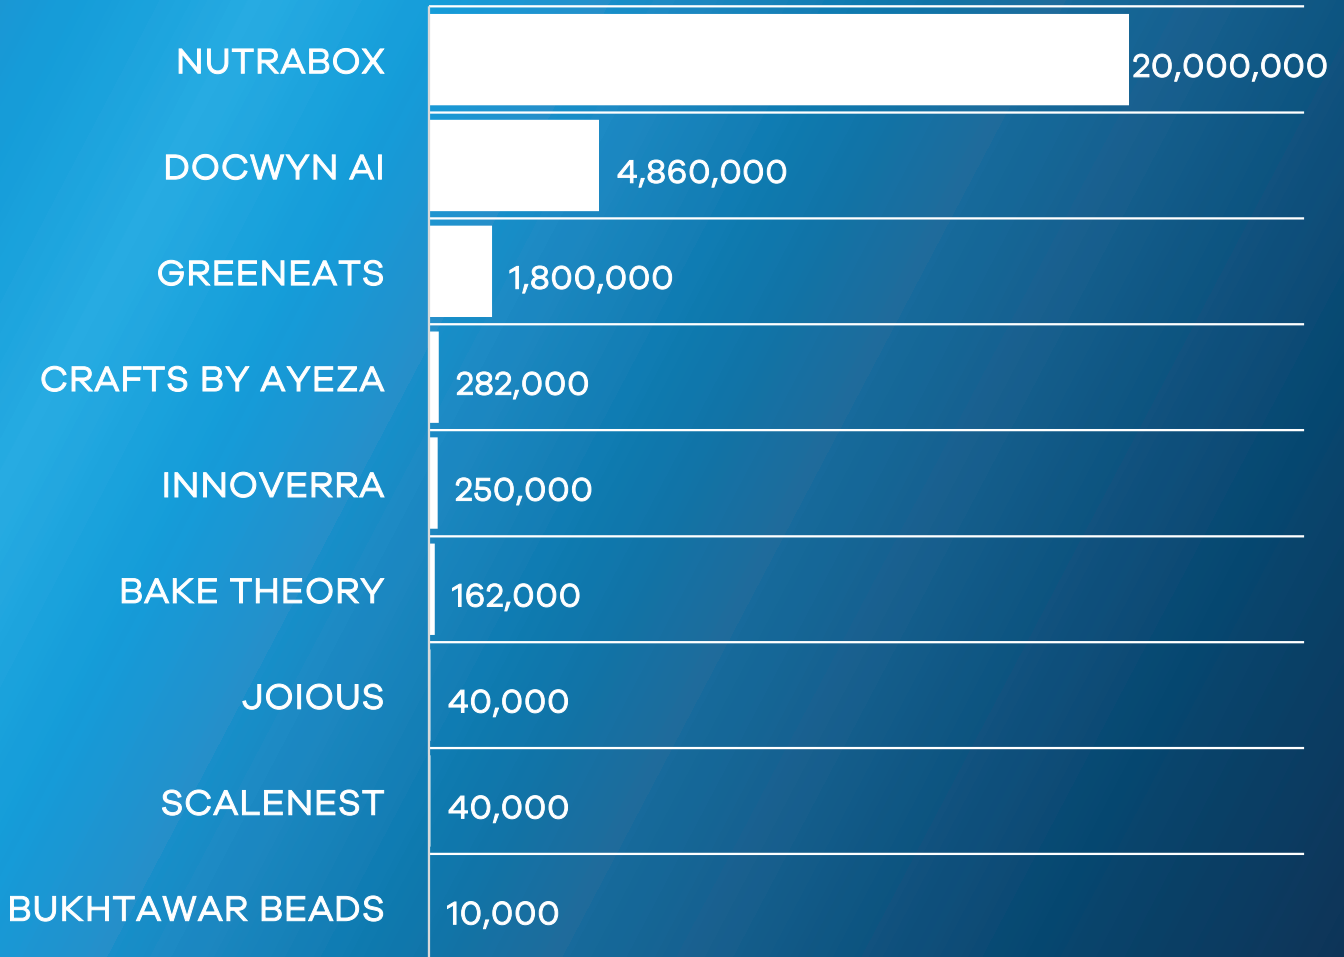 NUTRABOX 20,000,000
DOCWYN AI 4,860,000
GREENEATS 1,800,000
CRAFTS BY AYEZA 282,000
INNOVERRA 250,000
BAKE THEORY 162,000
JOIOUS 40,000
SCALENEST 40,000
BUKHTAWAR BEADS 10,000